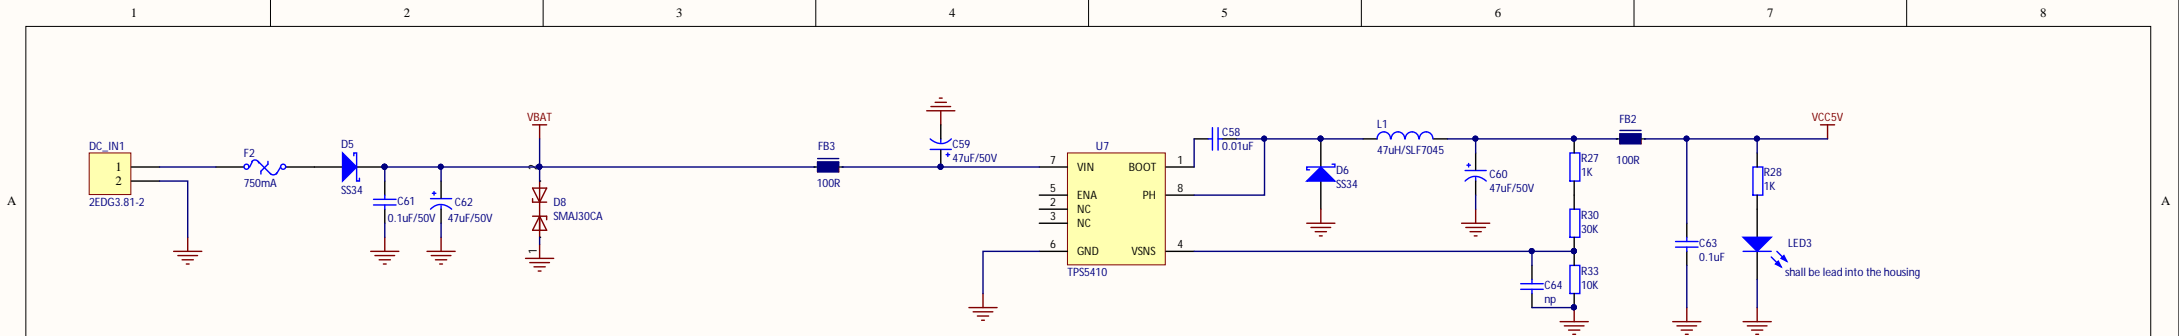 1 2 3 4 5 6 7 8
A
A
DC_IN1
1
2
2EDG3.81-2
F2
750mA
D5
SS34
C61
0.1uF/50V
C62
47uF/50V
VBAT
2
D8
SMAJ30CA
1
FB3
100R
C59
47uF/50V
U7
7 VIN BOOT 1
5 ENA PH 8
2 NC
3 NC
6 GND VSNS 4
TPS5410
C58
0.01uF
D6
SS34
L1
47uH/SLF7045
C60
47uF/50V
R27
1K
R30
30K
R33
10K
C64
np
FB2
100R
C63
0.1uF
VCC5V
R28
1K
LED3
shall be lead into the housing